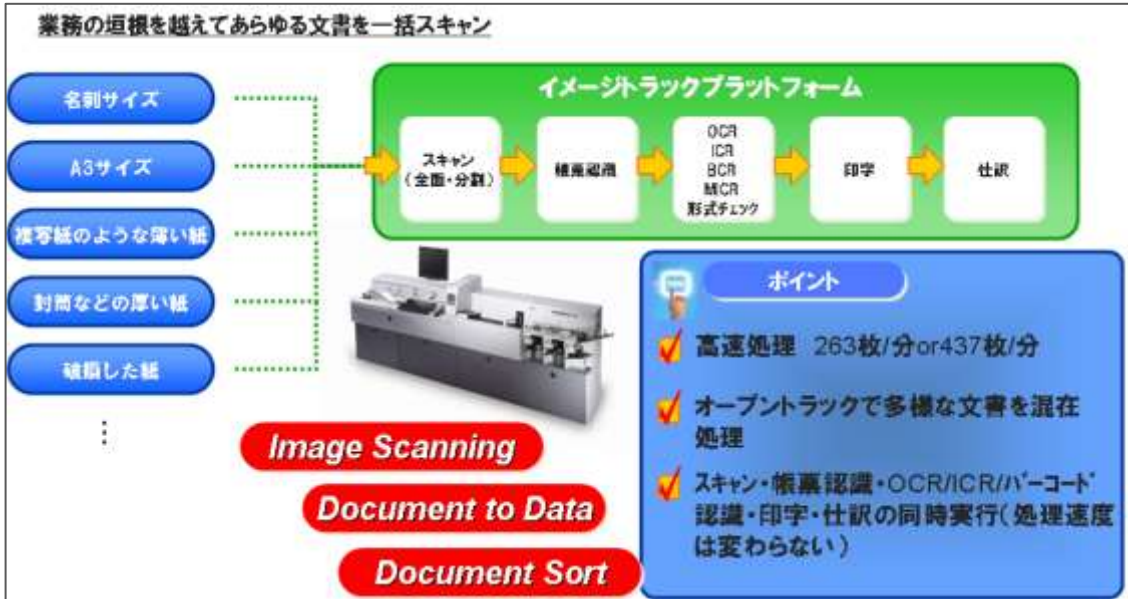 業務の垣根を越えてあらゆる文書を一括スキャン
名刺サイズ
A3サイズ
複写紙のような薄い紙
封筒などの厚い紙
破損した紙
⋮
イメージトラックプラットフォーム
スキャン
(全面・分割)
帳票認識
OCR
ICR
BCR
MICR
形式チェック
印字
仕訳
Image Scanning
Document to Data
Document Sort
ポイント
高速処理 263枚/分or437枚/分
オープントラックで多様な文書を混在
処理
スキャン・帳票認識・OCR/ICR/バーコード
認識・印字・仕訳の同時実行(処理速度
は変わらない)